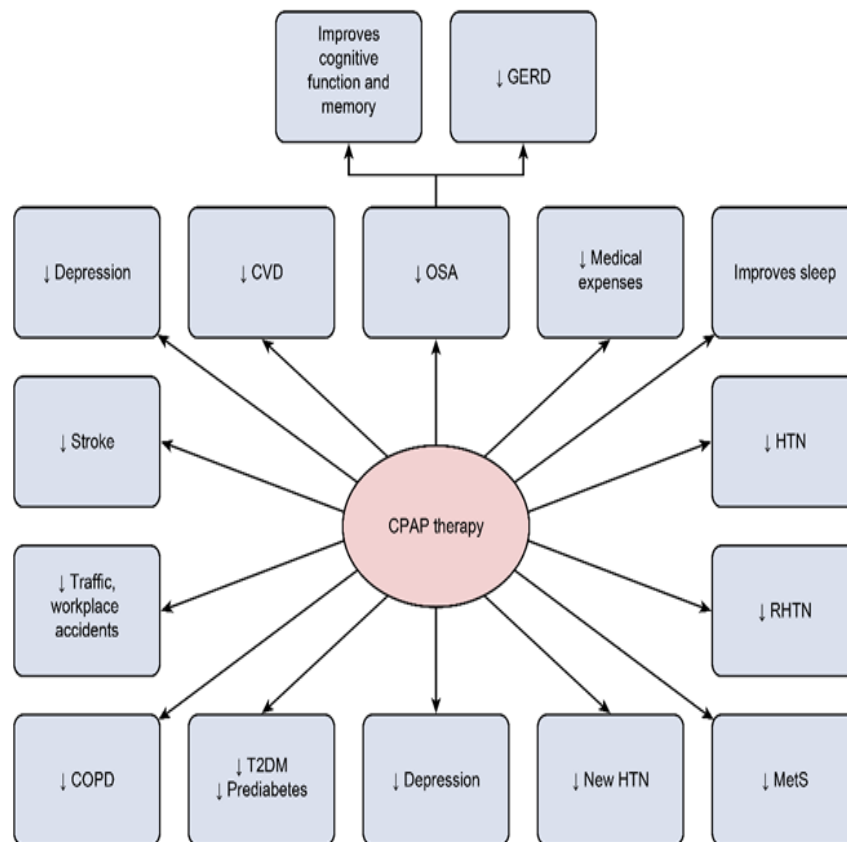 Improves
cognitive
function and
memory
↓ GERD
↓ Depression
↓ CVD
↓ OSA
↓ Medical
expenses
Improves sleep
↓ Stroke
↓ HTN
CPAP therapy
↓ Traffic,
workplace
accidents
↓ RHTN
↓ COPD
↓ T2DM
↓ Prediabetes
↓ Depression
↓ New HTN
↓ MetS